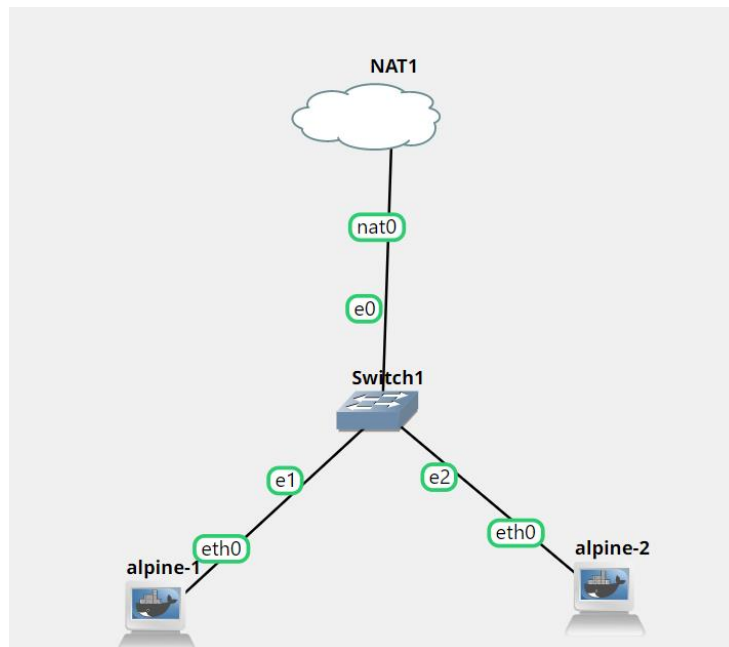 NAT1
nat0
e0
Switch1
e1
e2
eth0
eth0
alpine-1
alpine-2